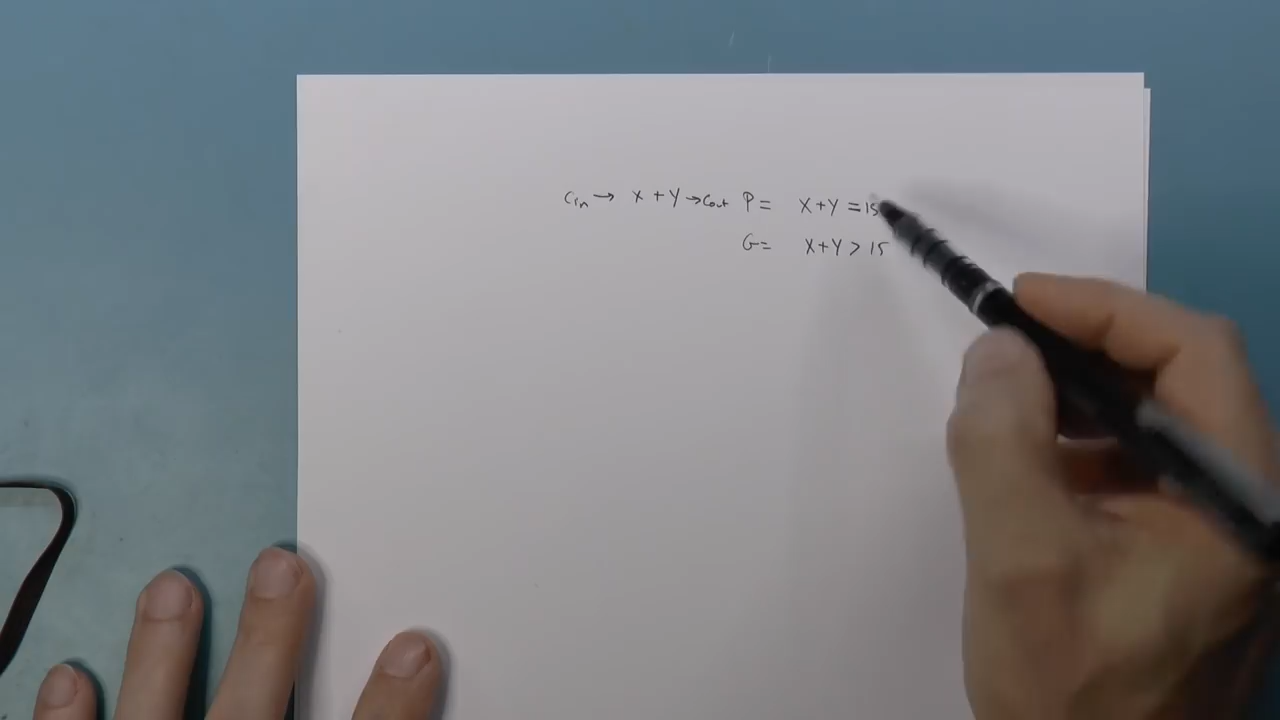 Cin → X + Y → Cout P = X + Y = 15
G = X + Y > 15